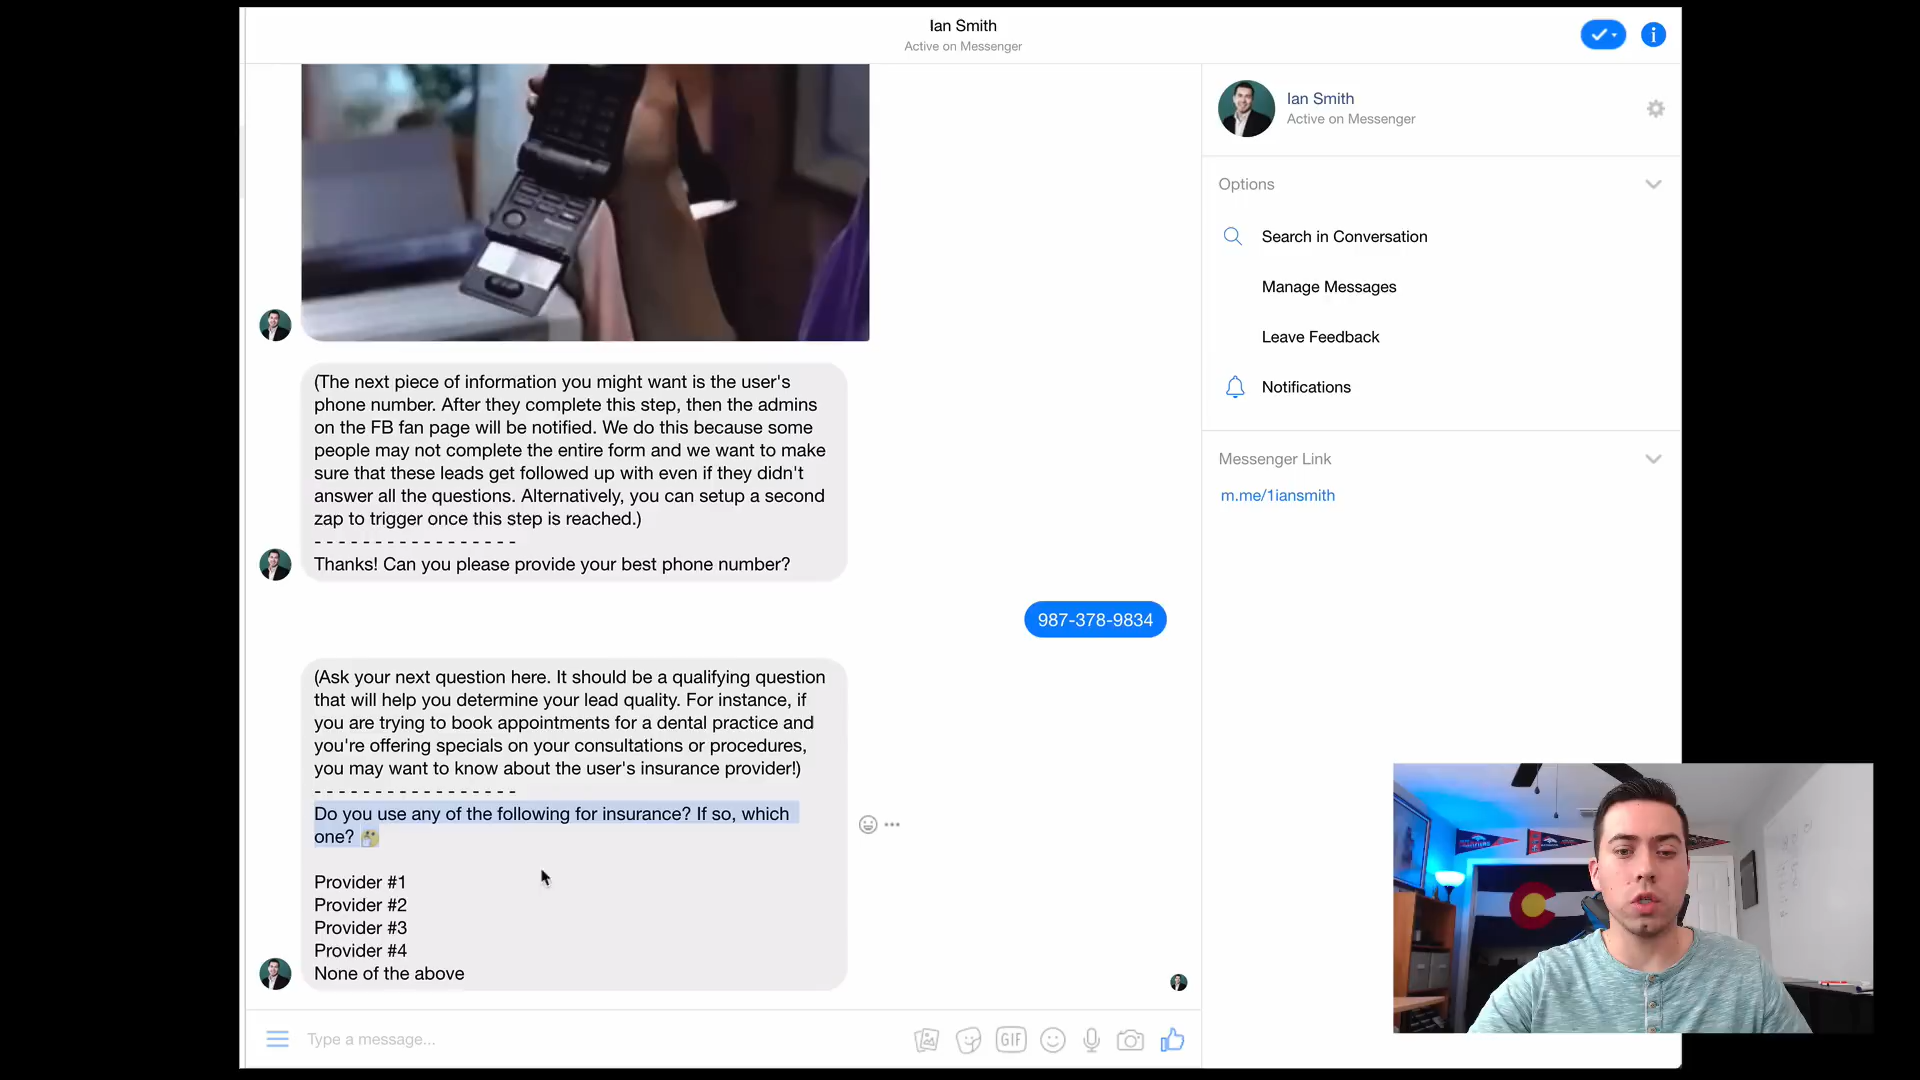 Ian Smith
Active on Messenger
Ian Smith
Active on Messenger
Options
Search in Conversation
Manage Messages
Leave Feedback
Notifications
Messenger Link
m.me/1iansmith
(The next piece of information you might want is the user's
phone number. After they complete this step, then the admins
on the FB fan page will be notified. We do this because some
people may not complete the entire form and we want to make
sure that these leads get followed up with even if they didn't
answer all the questions. Alternatively, you can setup a second
zap to trigger once this step is reached.)
- - - - - - - - - - - - - - - - -
Thanks! Can you please provide your best phone number?
987-378-9834
(Ask your next question here. It should be a qualifying question
that will help you determine your lead quality. For instance, if
you are trying to book appointments for a dental practice and
you're offering specials on your consultations or procedures,
you may want to know about the user's insurance provider!)
- - - - - - - - - - - - - - - - -
Do you use any of the following for insurance? If so, which
one? 🤔
Provider #1
Provider #2
Provider #3
Provider #4
None of the above
Type a message...
GIF